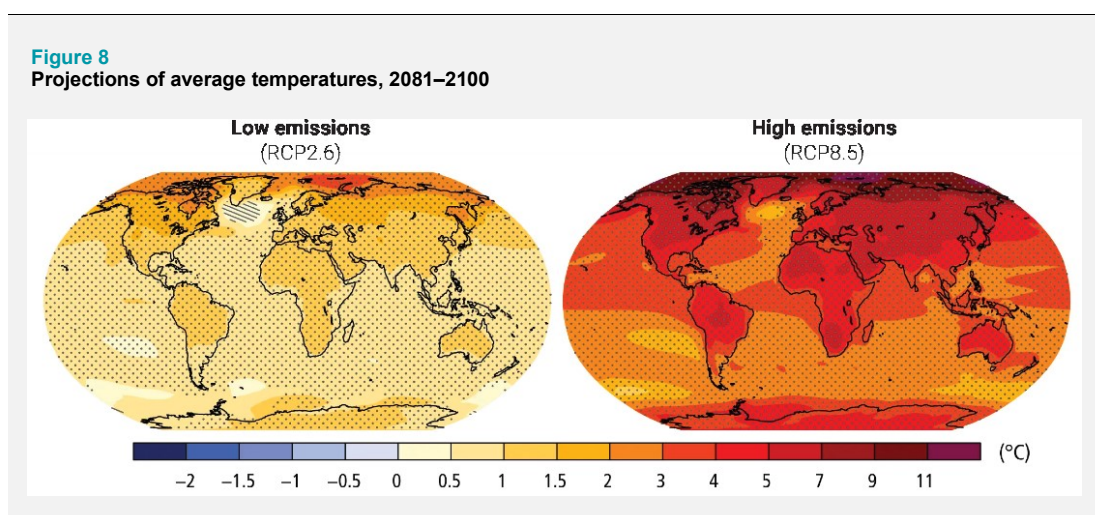 Figure 8
Projections of average temperatures, 2081–2100
Low emissions
(RCP2.6)
High emissions
(RCP8.5)
(°C)
–2 –1.5 –1 –0.5 0 0.5 1 1.5 2 3 4 5 7 9 11